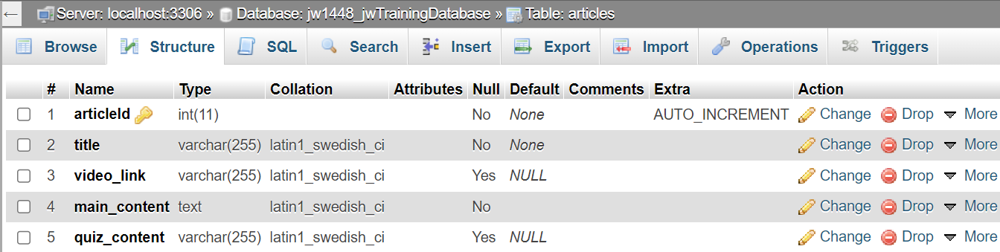 ← Server: localhost:3306 » Database: jw1448_jwTrainingDatabase » Table: articles
Browse Structure SQL Search Insert Export Import Operations Triggers
# Name Type Collation Attributes Null Default Comments Extra Action
1 articleId int(11) No None AUTO_INCREMENT Change Drop More
2 title varchar(255) latin1_swedish_ci No None Change Drop More
3 video_link varchar(255) latin1_swedish_ci Yes NULL Change Drop More
4 main_content text latin1_swedish_ci No Change Drop More
5 quiz_content varchar(255) latin1_swedish_ci Yes NULL Change Drop More